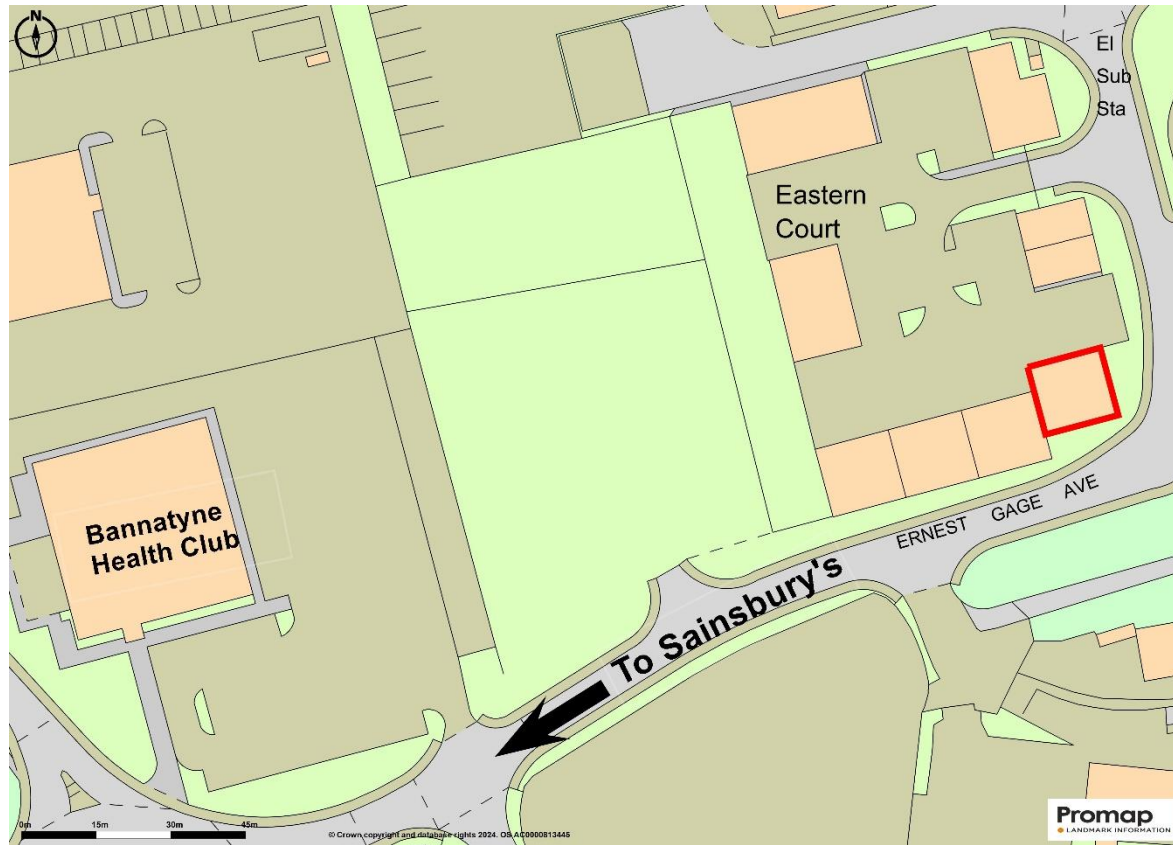 N
El
Sub
Sta
Eastern
Court
Bannatyne
Health Club
ERNEST GAGE AVE
To Sainsbury's
0m 15m 30m 45m
© Crown copyright and database rights 2024. OS AC0000813445
Promap
LANDMARK INFORMATION